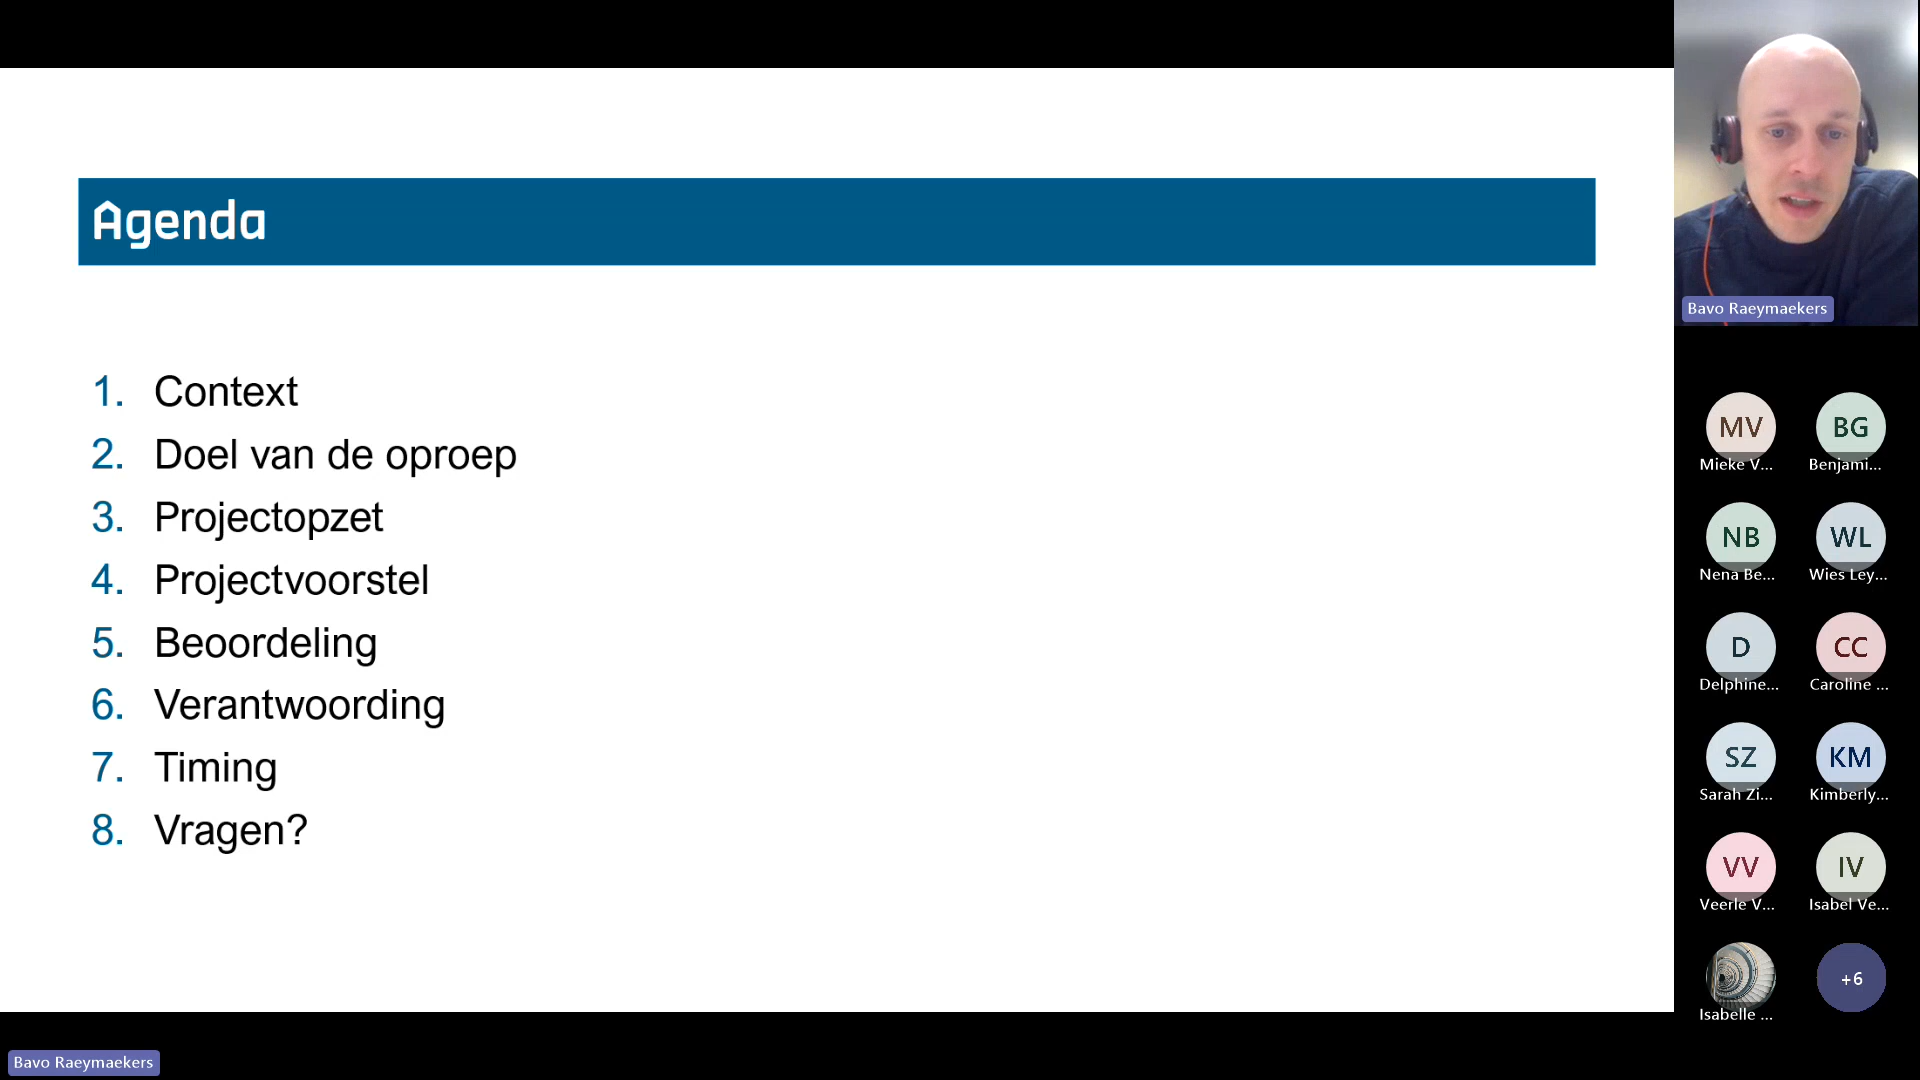 Agenda
1. Context
2. Doel van de oproep
3. Projectopzet
4. Projectvoorstel
5. Beoordeling
6. Verantwoording
7. Timing
8. Vragen?
Bavo Raeymaekers
MV
BG
Mieke V...
Benjami...
NB
WL
Nena Be...
Wies Ley...
D
CC
Delphine...
Caroline ...
SZ
KM
Sarah Zi...
Kimberly...
VV
IV
Veerle V...
Isabel Ve...
+6
Isabelle ...
Bavo Raeymaekers